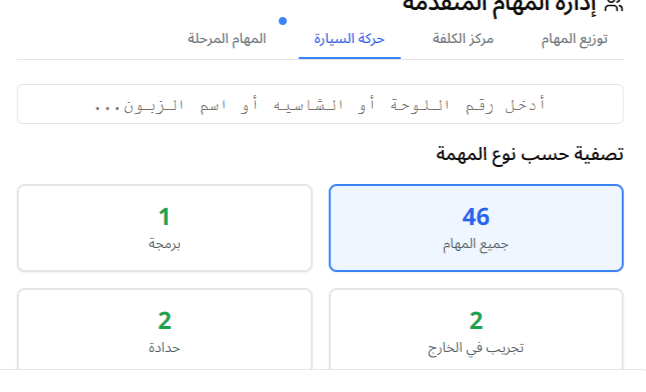 إدارة المهام المتقدمة
توزيع المهام
مركز الكلفة
حركة السيارة
المهام المرحلة
أدخل رقم اللوحة أو الشاسيه أو اسم الزبون...
تصفية حسب نوع المهمة
46
جميع المهام
1
برمجة
2
تجريب في الخارج
2
حدادة